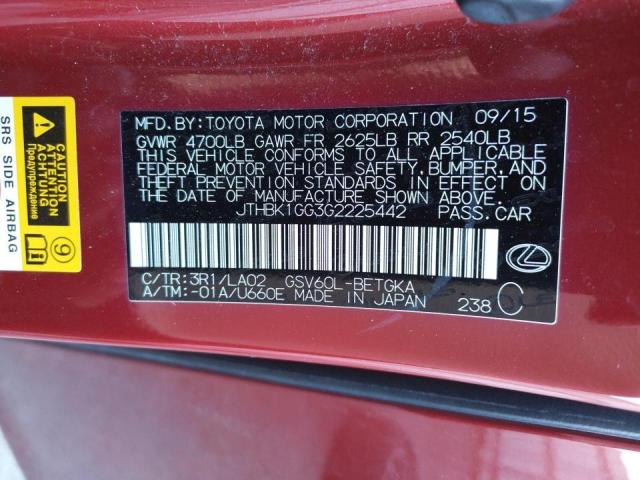 MFD. BY: TOYOTA MOTOR CORPORATION 09/15
GVWR 4700LB GAWR FR 2625LB RR 2540LB
THIS VEHICLE CONFORMS TO ALL APPLICABLE
FEDERAL MOTOR VEHICLE SAFETY, BUMPER, AND
THEFT PREVENTION STANDARDS IN EFFECT ON
THE DATE OF MANUFACTURE SHOWN ABOVE.
JTHBK1GG3G2225442 PASS.CAR
C/TR:3R1/LA02 GSV60L-BETGKA
A/TM:-01A/U660E MADE IN JAPAN 238 C
SRS SIDE AIRBAG
CAUTION
ATTENTION
ACHTUNG
Предупреждение
9